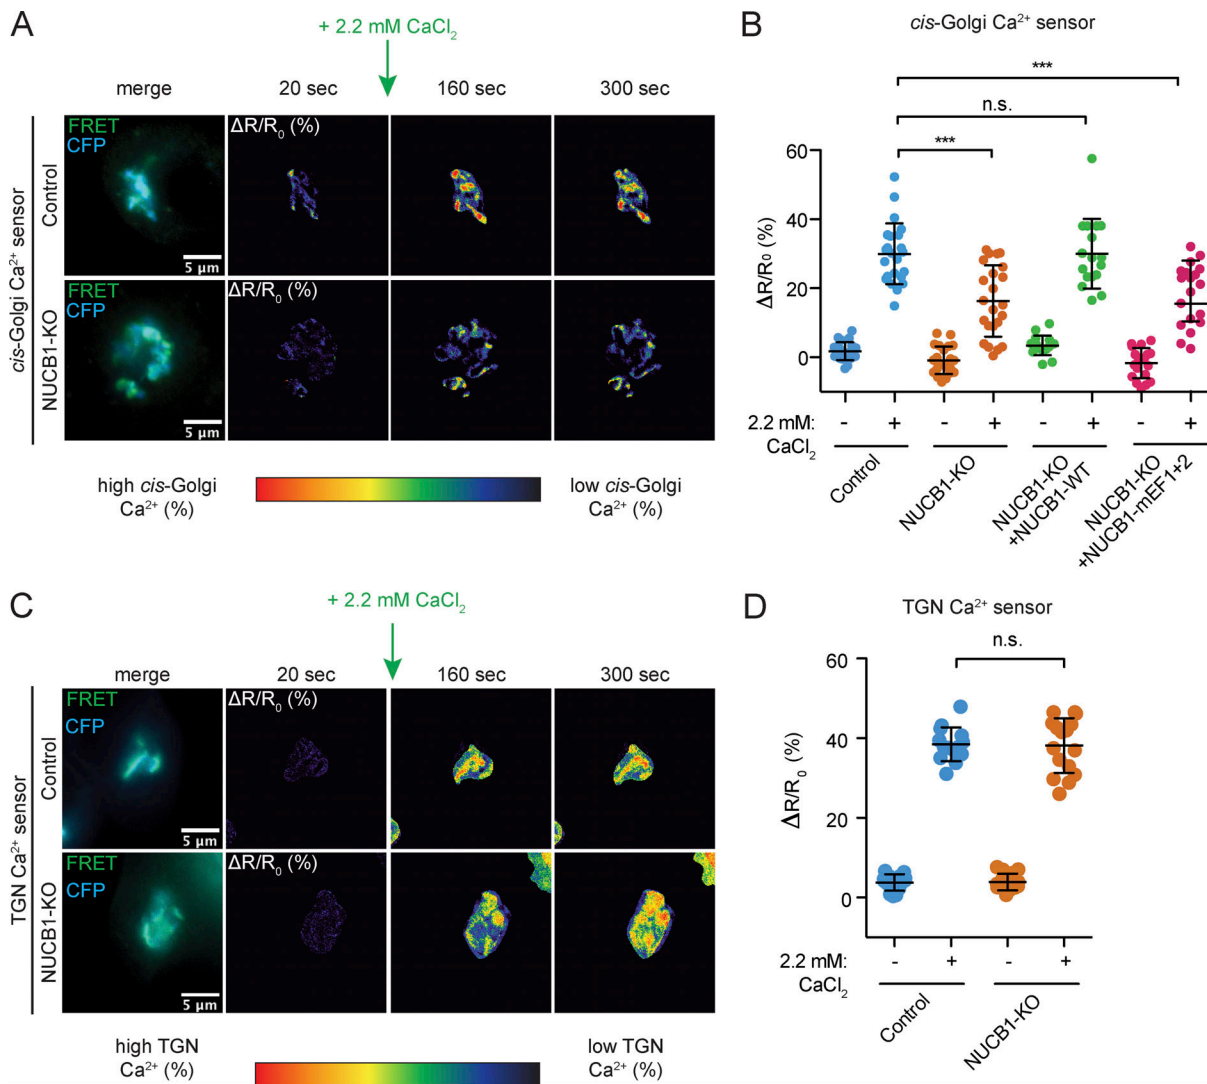 A
+ 2.2 mM CaCl₂
merge 20 sec 160 sec 300 sec
cis-Golgi Ca²⁺ sensor
Control
FRET
CFP
5 µm
ΔR/R₀ (%)
NUCB1-KO
FRET
CFP
5 µm
ΔR/R₀ (%)
high cis-Golgi
Ca²⁺ (%)
low cis-Golgi
Ca²⁺ (%)
B
cis-Golgi Ca²⁺ sensor
***
n.s.
***
ΔR/R₀ (%)
60
40
20
0
2.2 mM:
CaCl₂
- + - + - + - +
Control
NUCB1-KO
NUCB1-KO
+NUCB1-WT
NUCB1-KO
+NUCB1-mEF1+2
C
+ 2.2 mM CaCl₂
merge 20 sec 160 sec 300 sec
TGN Ca²⁺ sensor
Control
FRET
CFP
5 µm
ΔR/R₀ (%)
NUCB1-KO
FRET
CFP
5 µm
ΔR/R₀ (%)
high TGN
Ca²⁺ (%)
low TGN
Ca²⁺ (%)
D
TGN Ca²⁺ sensor
n.s.
ΔR/R₀ (%)
60
40
20
0
2.2 mM:
CaCl₂
- + - +
Control
NUCB1-KO